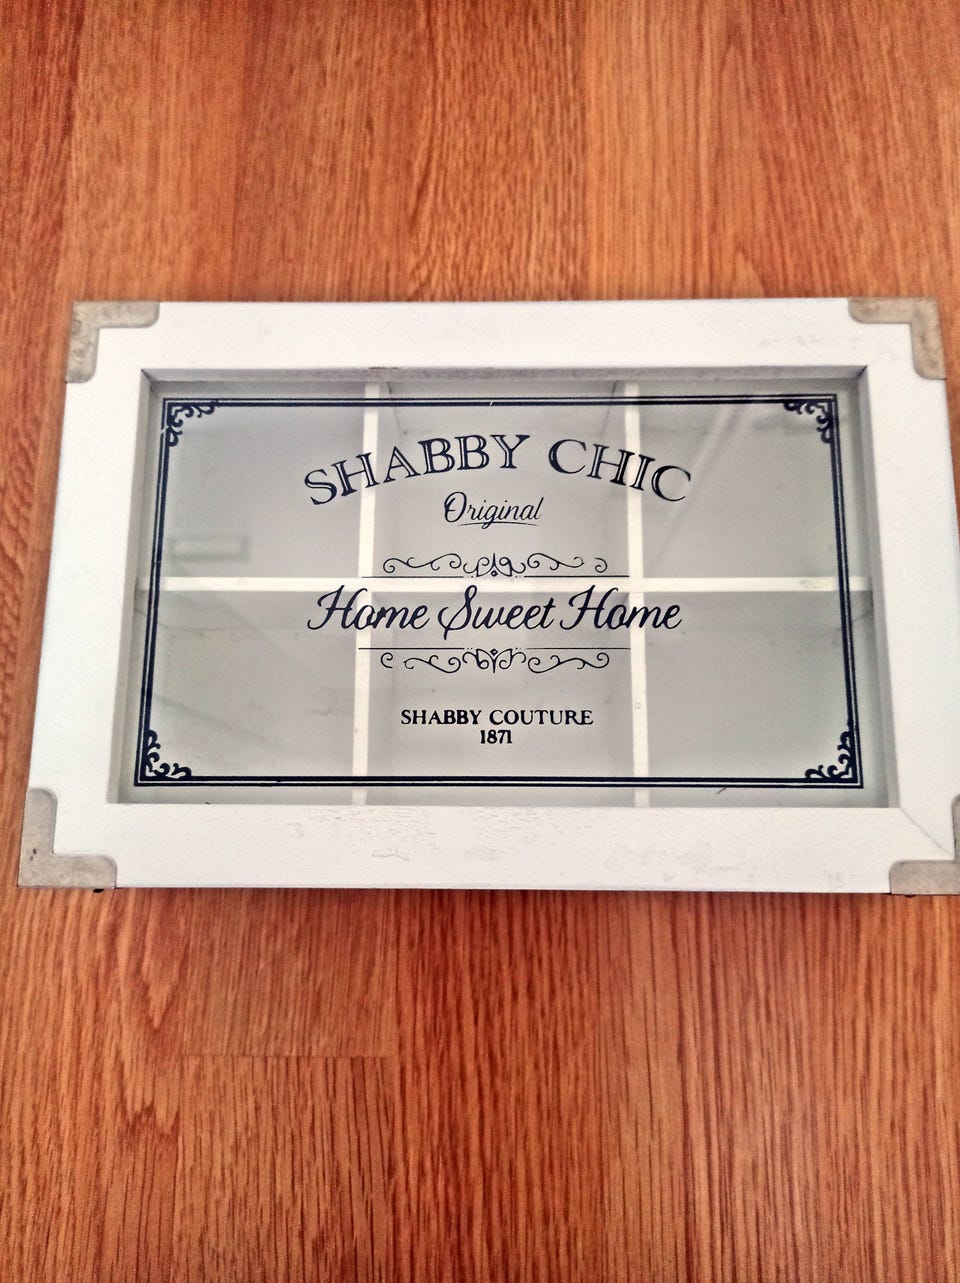 SHABBY CHIC
Original
Home Sweet Home
SHABBY COUTURE
1871